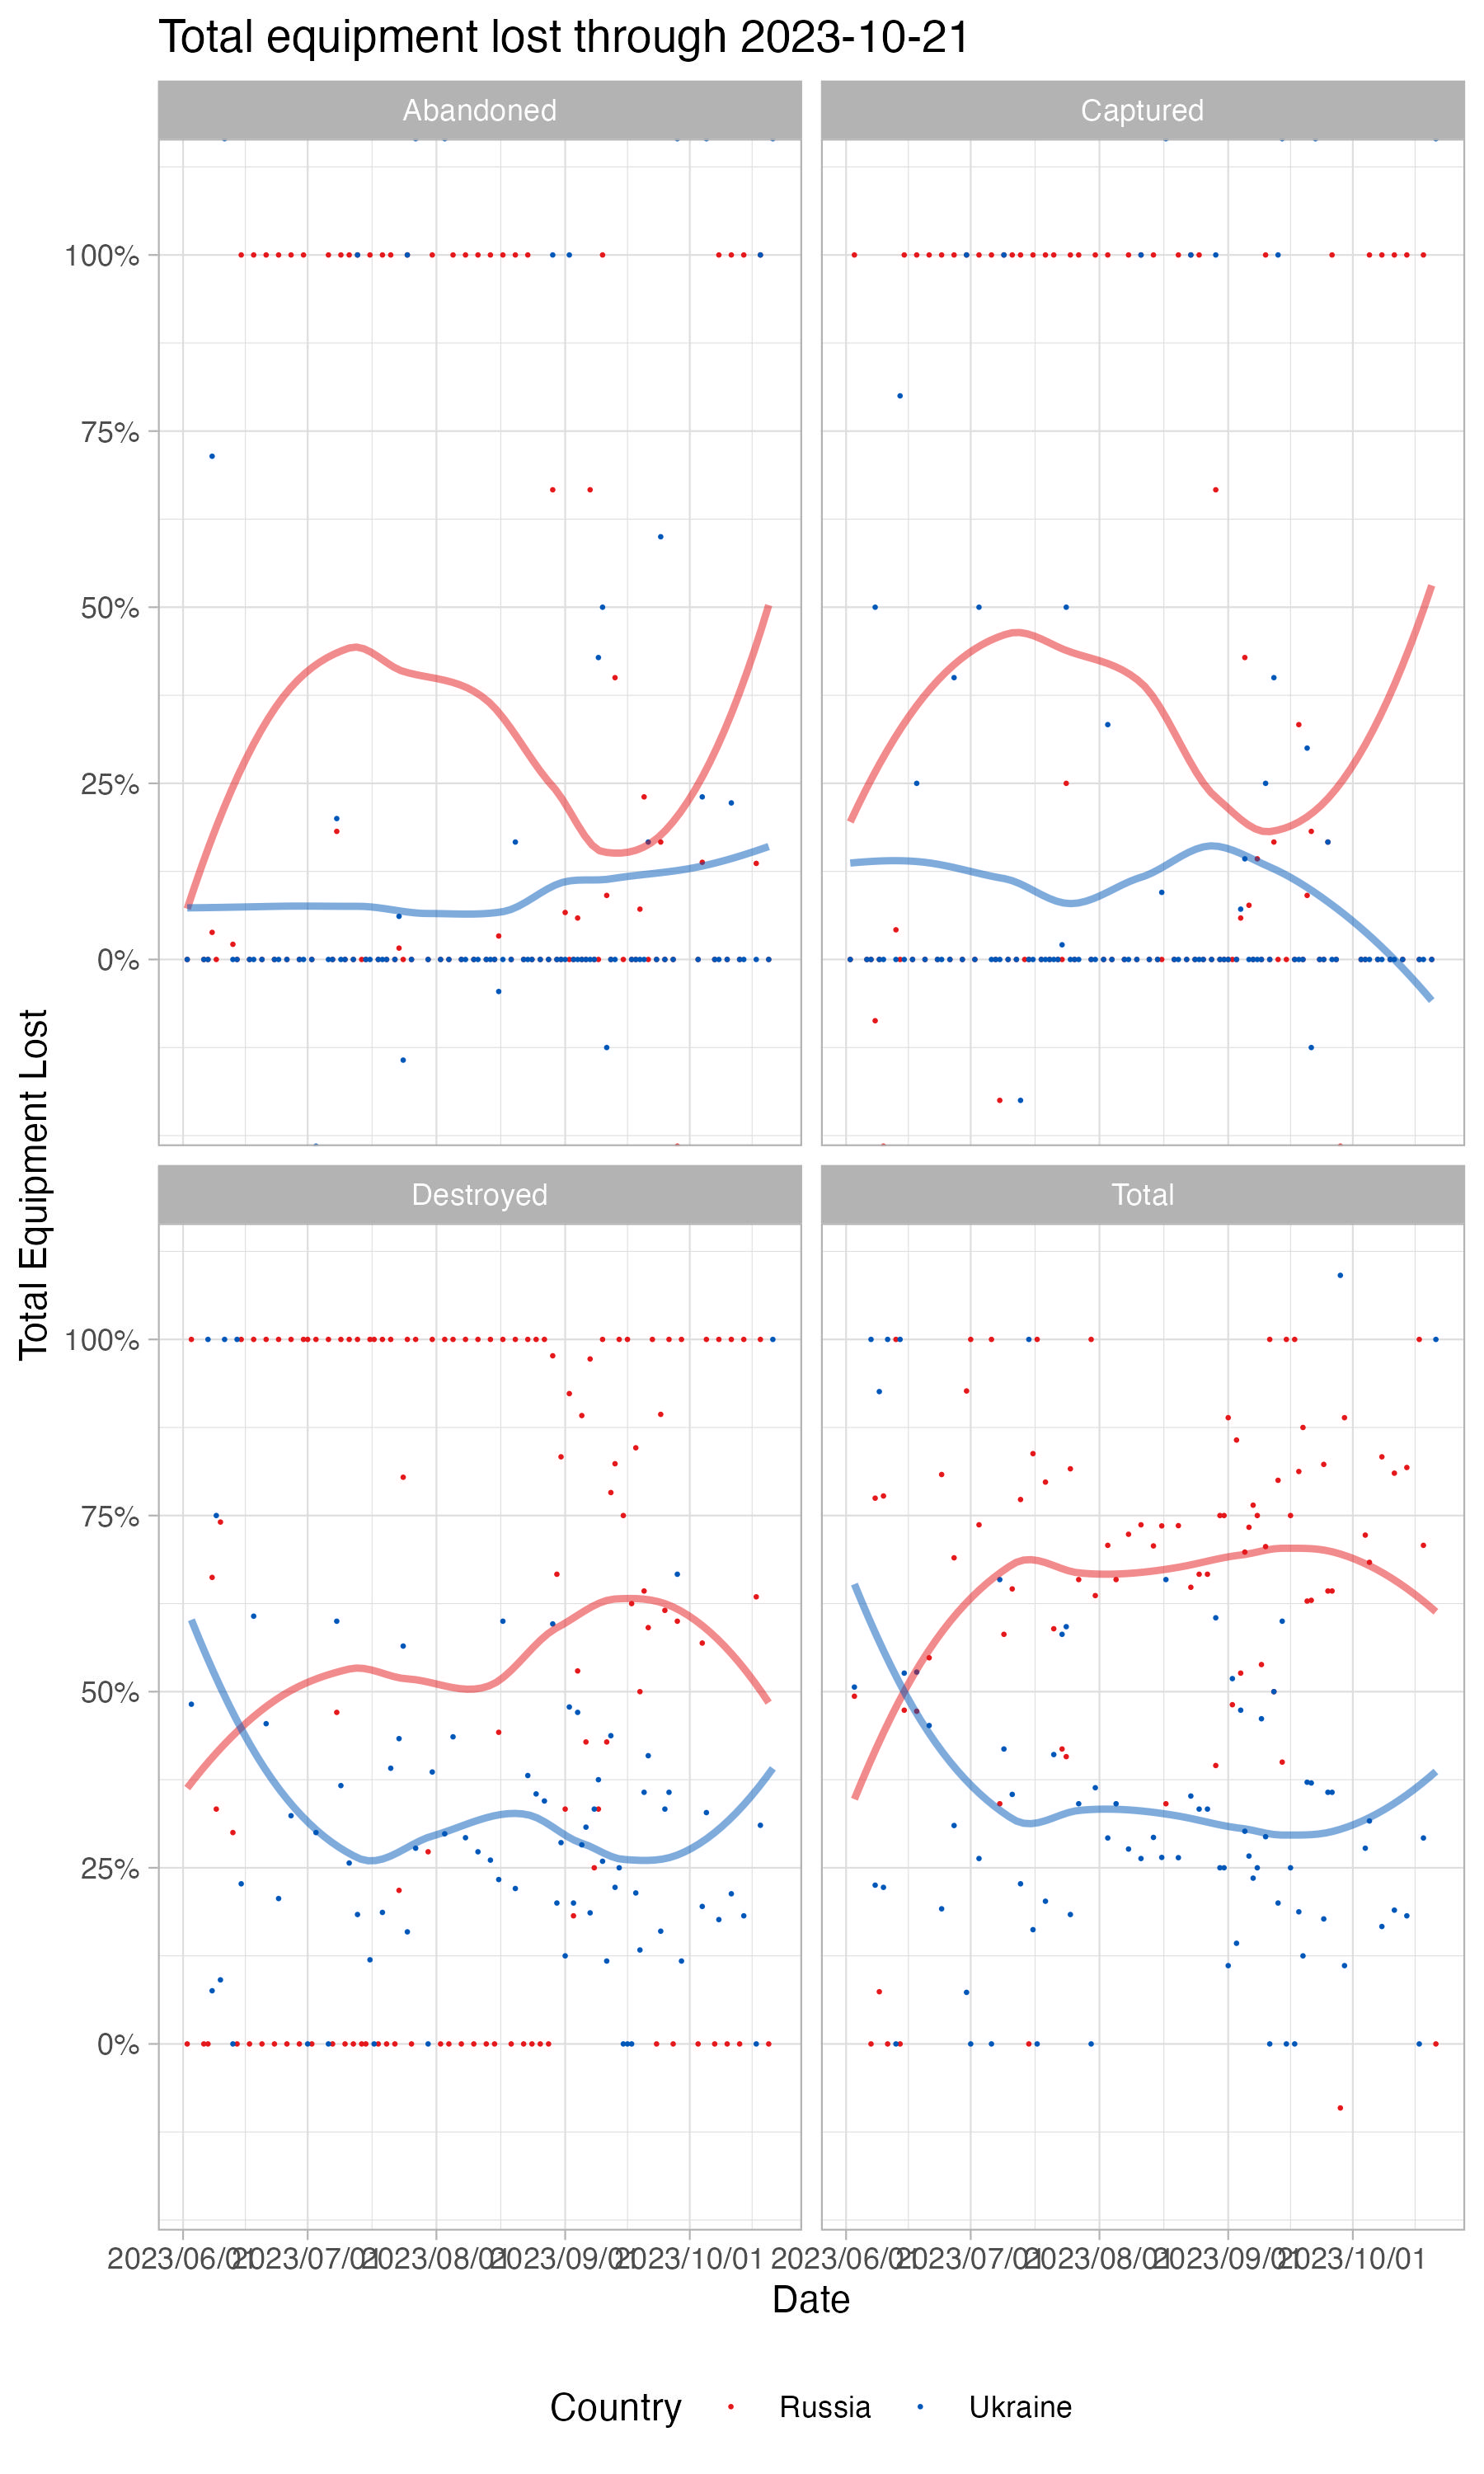 Total equipment lost through 2023-10-21
Abandoned
Captured
100%
75%
50%
25%
0%
Total Equipment Lost
Destroyed
Total
100%
75%
50%
25%
0%
2023/06/01 2023/07/01 2023/08/01 2023/09/01 2023/10/01 2023/06/01 2023/07/01 2023/08/01 2023/09/01 2023/10/01
Date
Country Russia Ukraine